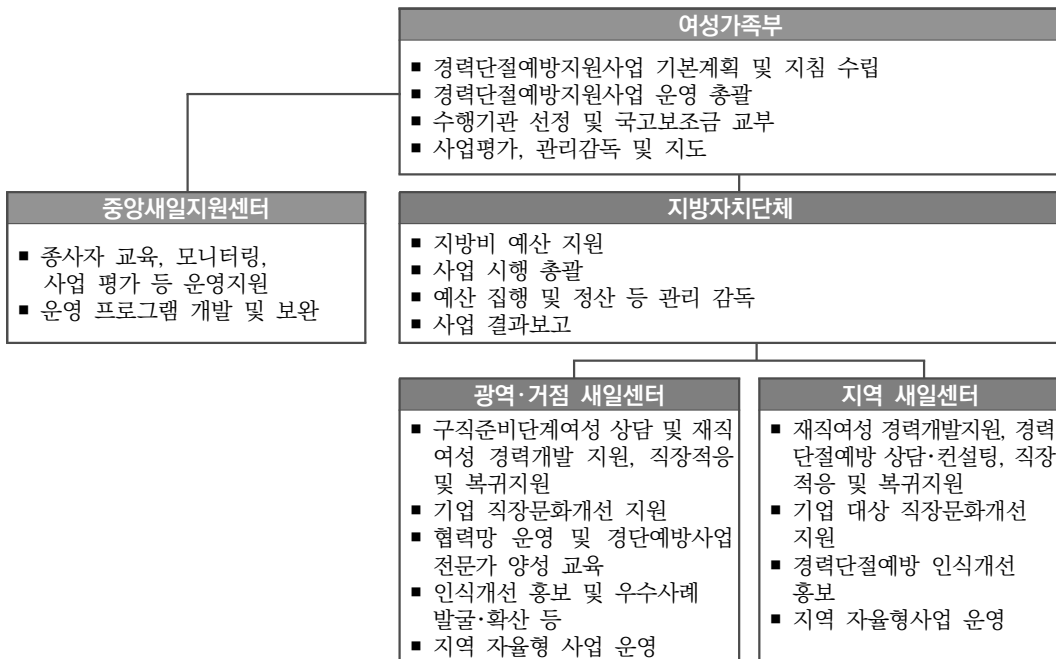 여성가족부
▪ 경력단절예방지원사업 기본계획 및 지침 수립
▪ 경력단절예방지원사업 운영 총괄
▪ 수행기관 선정 및 국고보조금 교부
▪ 사업평가, 관리감독 및 지도
중앙새일지원센터
▪ 종사자 교육, 모니터링,
사업 평가 등 운영지원
▪ 운영 프로그램 개발 및 보완
지방자치단체
▪ 지방비 예산 지원
▪ 사업 시행 총괄
▪ 예산 집행 및 정산 등 관리 감독
▪ 사업 결과보고
광역·거점 새일센터
▪ 구직준비단계여성 상담 및 재직
여성 경력개발 지원, 직장적응
및 복귀지원
▪ 기업 직장문화개선 지원
▪ 협력망 운영 및 경단예방사업
전문가 양성 교육
▪ 인식개선 홍보 및 우수사례
발굴·확산 등
▪ 지역 자율형 사업 운영
지역 새일센터
▪ 재직여성 경력개발지원, 경력
단절예방 상담·컨설팅, 직장
적응 및 복귀지원
▪ 기업 대상 직장문화개선
지원
▪ 경력단절예방 인식개선
홍보
▪ 지역 자율형사업 운영